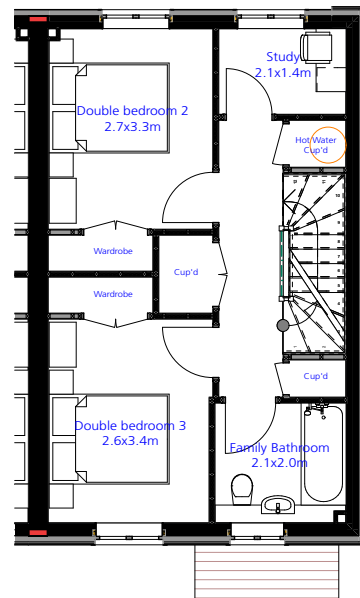 Study
2.1x1.4m
Double bedroom 2
2.7x3.3m
Hot Water
Cup'd
Wardrobe
Cup'd
Wardrobe
Cup'd
Double bedroom 3
2.6x3.4m
Family Bathroom
2.1x2.0m